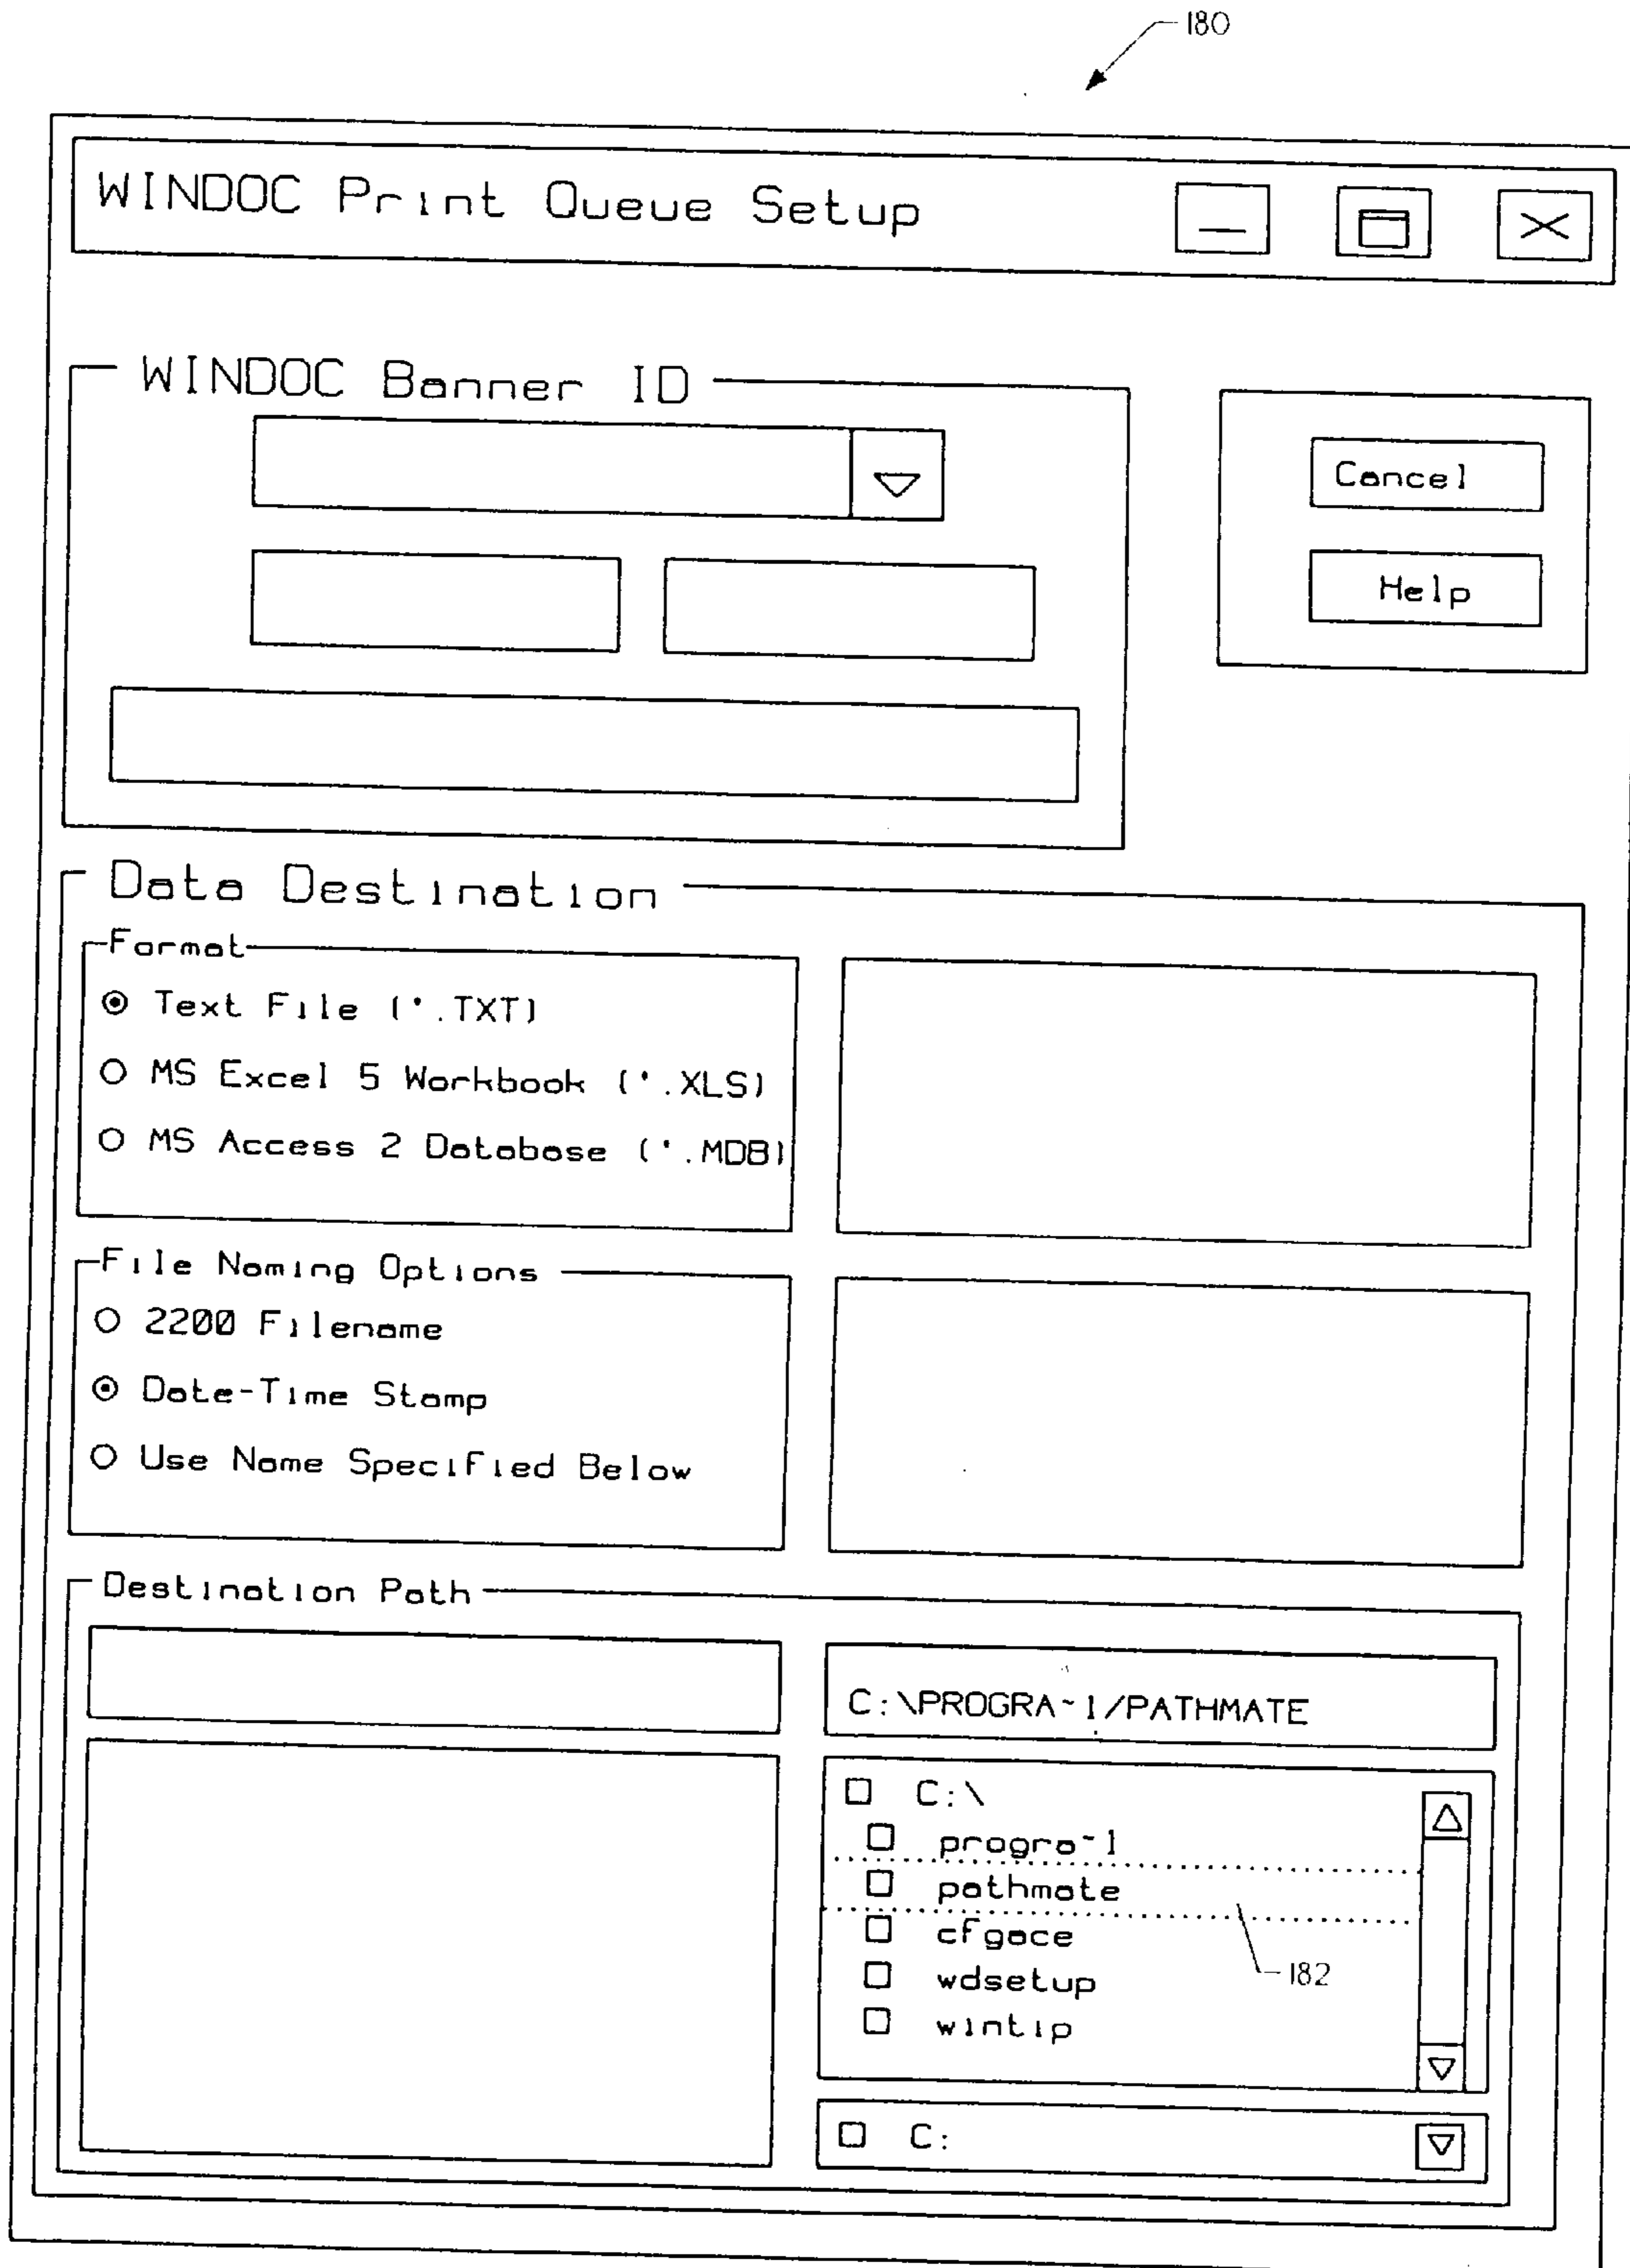 180
WINDOC Print Queue Setup
WINDOC Banner ID
Cancel
Help
Data Destination
Format
Text File (*.TXT)
MS Excel 5 Workbook (*.XLS)
MS Access 2 Database (*.MDB)
File Naming Options
2200 Filename
Date-Time Stamp
Use Name Specified Below
Destination Path
C:\PROGRA~1/PATHMATE
C:\
progra~1
pathmate
cfgace
wdsetup
wintip
182
C: